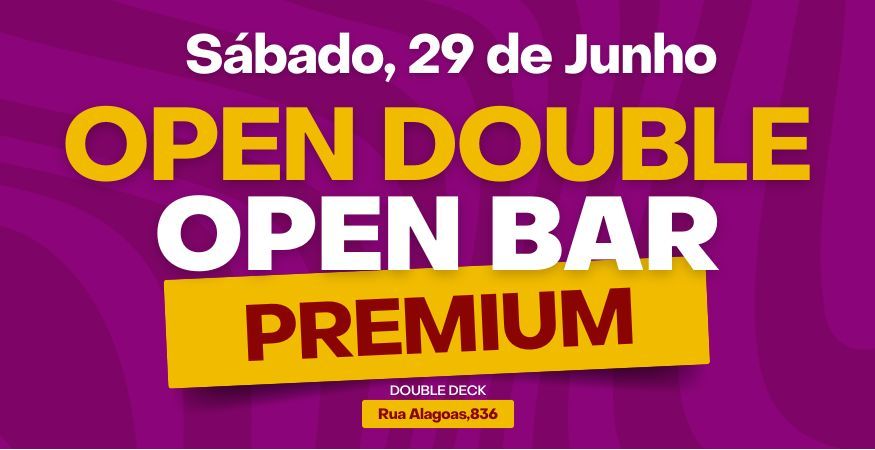 Sábado, 29 de Junho
OPEN DOUBLE
OPEN BAR
PREMIUM
DOUBLE DECK
Rua Alagoas,836